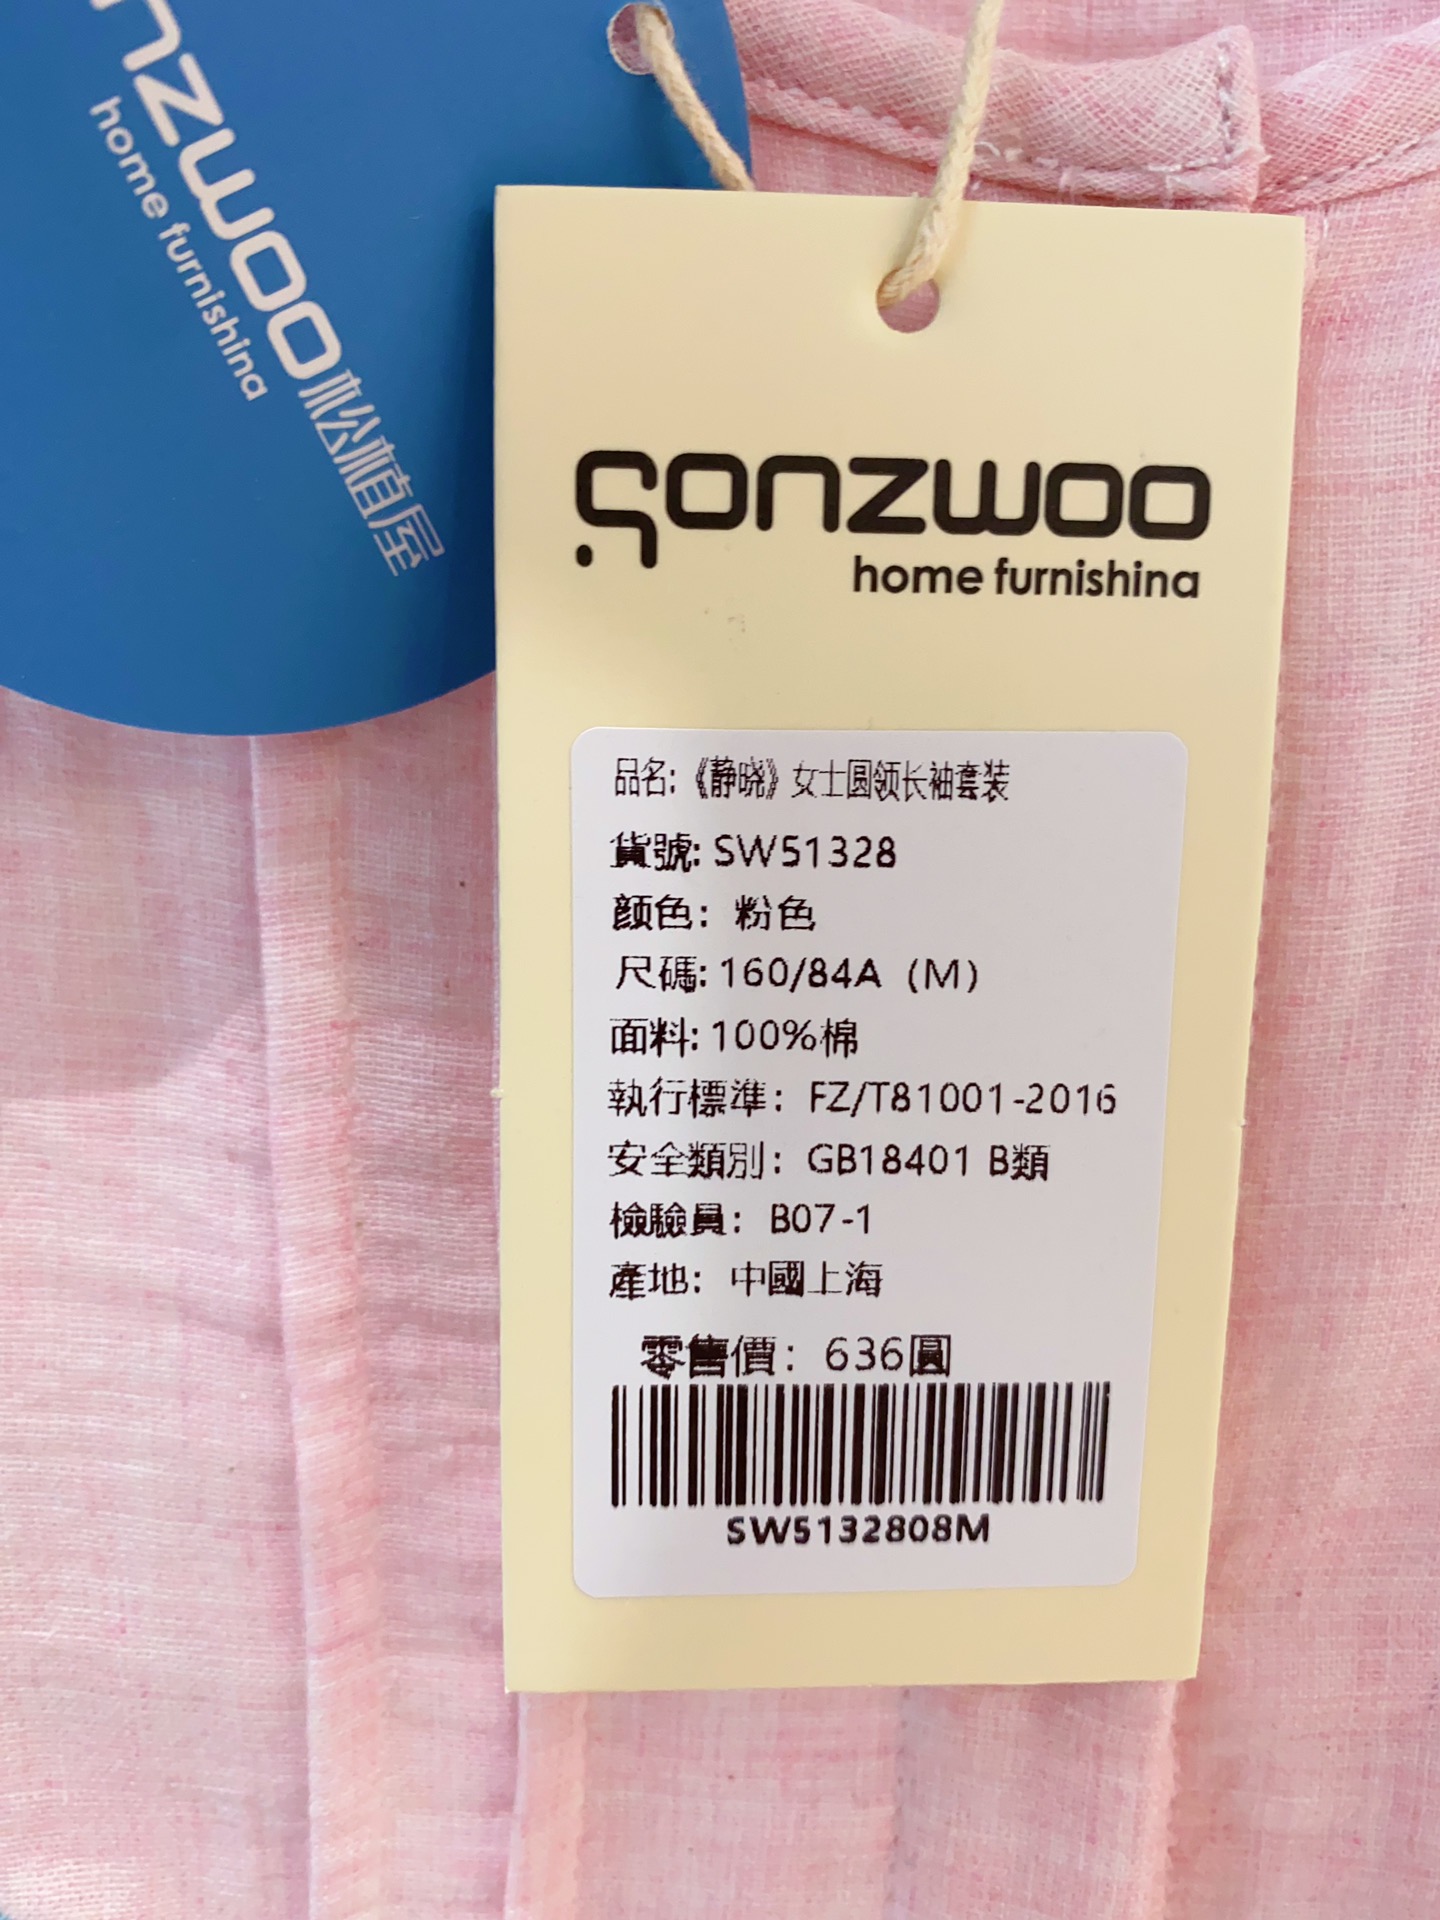 nzwoo松植屋
home furnishina
gonzwoo
home furnishina
品名:《静晓》女士圆领长袖套装
貨號: SW51328
颜色：粉色
尺碼: 160/84A（M）
面料: 100%棉
執行標準： FZ/T81001-2016
安全類別： GB18401 B類
檢驗員： B07-1
產地： 中國上海
零售價： 636圓
SW5132808M